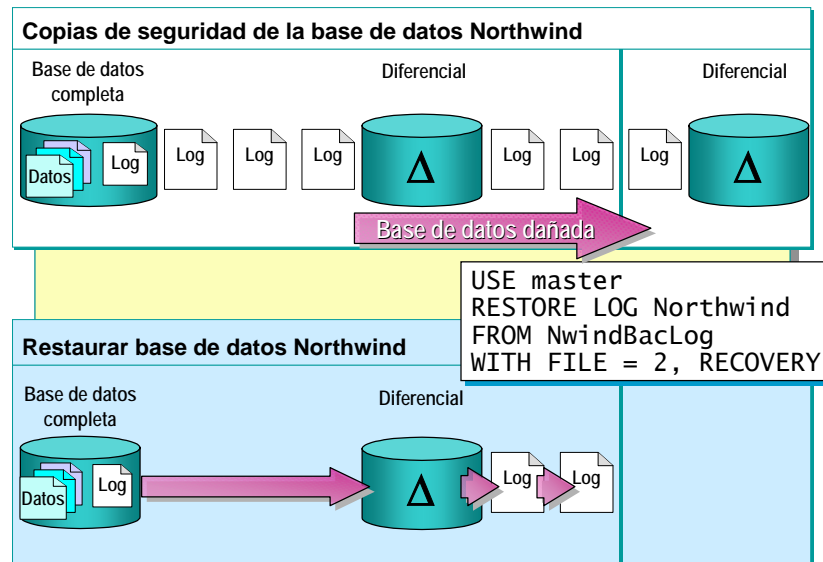 Copias de seguridad de la base de datos Northwind
Base de datos
completa
Diferencial
Diferencial
Datos
Log
Log
Log
Log
Δ
Log
Log
Log
Δ
Base de datos dañada
USE master
RESTORE LOG Northwind
FROM NwindBacLog
WITH FILE = 2, RECOVERY
Restaurar base de datos Northwind
Base de datos
completa
Diferencial
Datos
Log
Δ
Log
Log